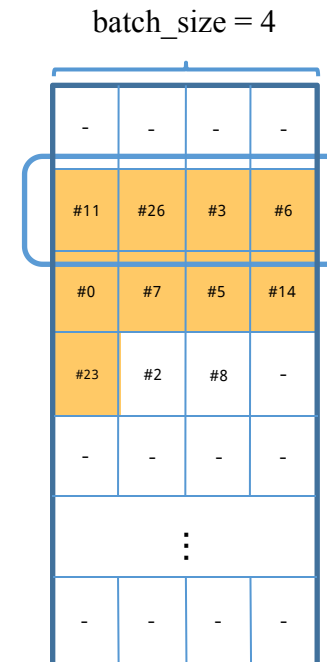 batch_size = 4
- - - -
#11 #26 #3 #6
#0 #7 #5 #14
#23 #2 #8 -
- - - -
⋮
- - - -